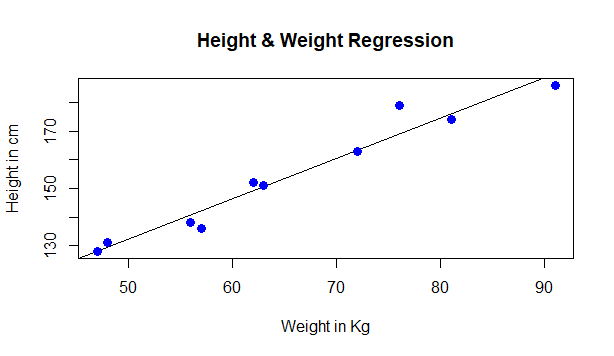 Height & Weight Regression
Height in cm
170
150
130
50 60 70 80 90
Weight in Kg